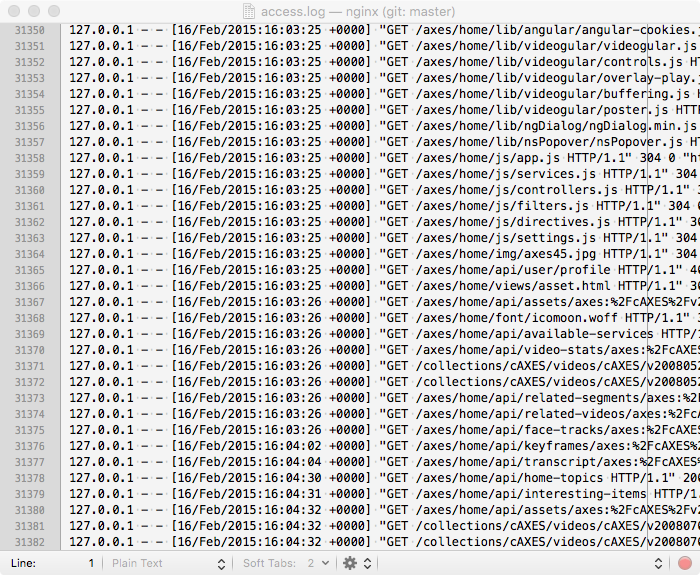 access.log — nginx (git: master)
31350 127.0.0.1 - - [16/Feb/2015:16:03:25 +0000] "GET /axes/home/lib/angular/angular-cookies.j
31351 127.0.0.1 - - [16/Feb/2015:16:03:25 +0000] "GET /axes/home/lib/videogular/videogular.js
31352 127.0.0.1 - - [16/Feb/2015:16:03:25 +0000] "GET /axes/home/lib/videogular/controls.js HT
31353 127.0.0.1 - - [16/Feb/2015:16:03:25 +0000] "GET /axes/home/lib/videogular/overlay-play.j
31354 127.0.0.1 - - [16/Feb/2015:16:03:25 +0000] "GET /axes/home/lib/videogular/buffering.js H
31355 127.0.0.1 - - [16/Feb/2015:16:03:25 +0000] "GET /axes/home/lib/videogular/poster.js HTTP
31356 127.0.0.1 - - [16/Feb/2015:16:03:25 +0000] "GET /axes/home/lib/ngDialog/ngDialog.min.js
31357 127.0.0.1 - - [16/Feb/2015:16:03:25 +0000] "GET /axes/home/lib/nsPopover/nsPopover.js HT
31358 127.0.0.1 - - [16/Feb/2015:16:03:25 +0000] "GET /axes/home/js/app.js HTTP/1.1" 304 0 "ht
31359 127.0.0.1 - - [16/Feb/2015:16:03:25 +0000] "GET /axes/home/js/services.js HTTP/1.1" 304
31360 127.0.0.1 - - [16/Feb/2015:16:03:25 +0000] "GET /axes/home/js/controllers.js HTTP/1.1" 3
31361 127.0.0.1 - - [16/Feb/2015:16:03:25 +0000] "GET /axes/home/js/filters.js HTTP/1.1" 304 0
31362 127.0.0.1 - - [16/Feb/2015:16:03:25 +0000] "GET /axes/home/js/directives.js HTTP/1.1" 30
31363 127.0.0.1 - - [16/Feb/2015:16:03:25 +0000] "GET /axes/home/js/settings.js HTTP/1.1" 304
31364 127.0.0.1 - - [16/Feb/2015:16:03:25 +0000] "GET /axes/home/img/axes45.jpg HTTP/1.1" 304
31365 127.0.0.1 - - [16/Feb/2015:16:03:25 +0000] "GET /axes/home/api/user/profile HTTP/1.1" 40
31366 127.0.0.1 - - [16/Feb/2015:16:03:25 +0000] "GET /axes/home/views/asset.html HTTP/1.1" 30
31367 127.0.0.1 - - [16/Feb/2015:16:03:26 +0000] "GET /axes/home/api/assets/axes:%2FcAXES%2Fv2
31368 127.0.0.1 - - [16/Feb/2015:16:03:26 +0000] "GET /axes/home/font/icomoon.woff HTTP/1.1" 3
31369 127.0.0.1 - - [16/Feb/2015:16:03:26 +0000] "GET /axes/home/api/available-services HTTP/1
31370 127.0.0.1 - - [16/Feb/2015:16:03:26 +0000] "GET /axes/home/api/video-stats/axes:%2FcAXES
31371 127.0.0.1 - - [16/Feb/2015:16:03:26 +0000] "GET /collections/cAXES/videos/cAXES/v2008052
31372 127.0.0.1 - - [16/Feb/2015:16:03:26 +0000] "GET /collections/cAXES/videos/cAXES/v2008052
31373 127.0.0.1 - - [16/Feb/2015:16:03:26 +0000] "GET /axes/home/api/related-segments/axes:%2F
31374 127.0.0.1 - - [16/Feb/2015:16:03:26 +0000] "GET /axes/home/api/related-videos/axes:%2FcA
31375 127.0.0.1 - - [16/Feb/2015:16:03:26 +0000] "GET /axes/home/api/face-tracks/axes:%2FcAXES
31376 127.0.0.1 - - [16/Feb/2015:16:04:02 +0000] "GET /axes/home/api/keyframes/axes:%2FcAXES%2
31377 127.0.0.1 - - [16/Feb/2015:16:04:04 +0000] "GET /axes/home/api/transcript/axes:%2FcAXES%
31378 127.0.0.1 - - [16/Feb/2015:16:04:30 +0000] "GET /axes/home/api/home-topics HTTP/1.1" 200
31379 127.0.0.1 - - [16/Feb/2015:16:04:31 +0000] "GET /axes/home/api/interesting-items HTTP/1.
31380 127.0.0.1 - - [16/Feb/2015:16:04:32 +0000] "GET /axes/home/api/assets/axes:%2FcAXES%2Fv2
31381 127.0.0.1 - - [16/Feb/2015:16:04:32 +0000] "GET /collections/cAXES/videos/cAXES/v2008070
31382 127.0.0.1 - - [16/Feb/2015:16:04:32 +0000] "GET /collections/cAXES/videos/cAXES/v2008070
Line: 1 Plain Text Soft Tabs: 2